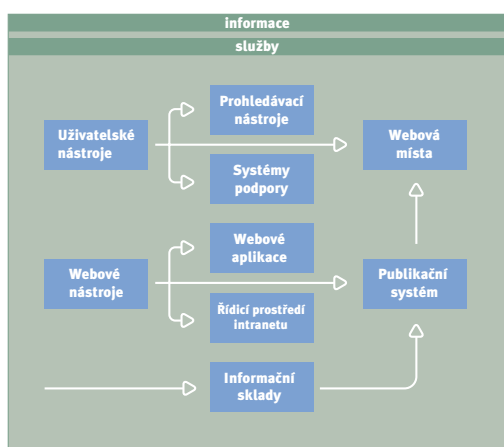 informace
služby
Prohledávací
nástroje
Uživatelské
nástroje
Webová
místa
Systémy
podpory
Webové
aplikace
Webové
nástroje
Publikační
systém
Řídicí prostředí
intranetu
Informační
sklady